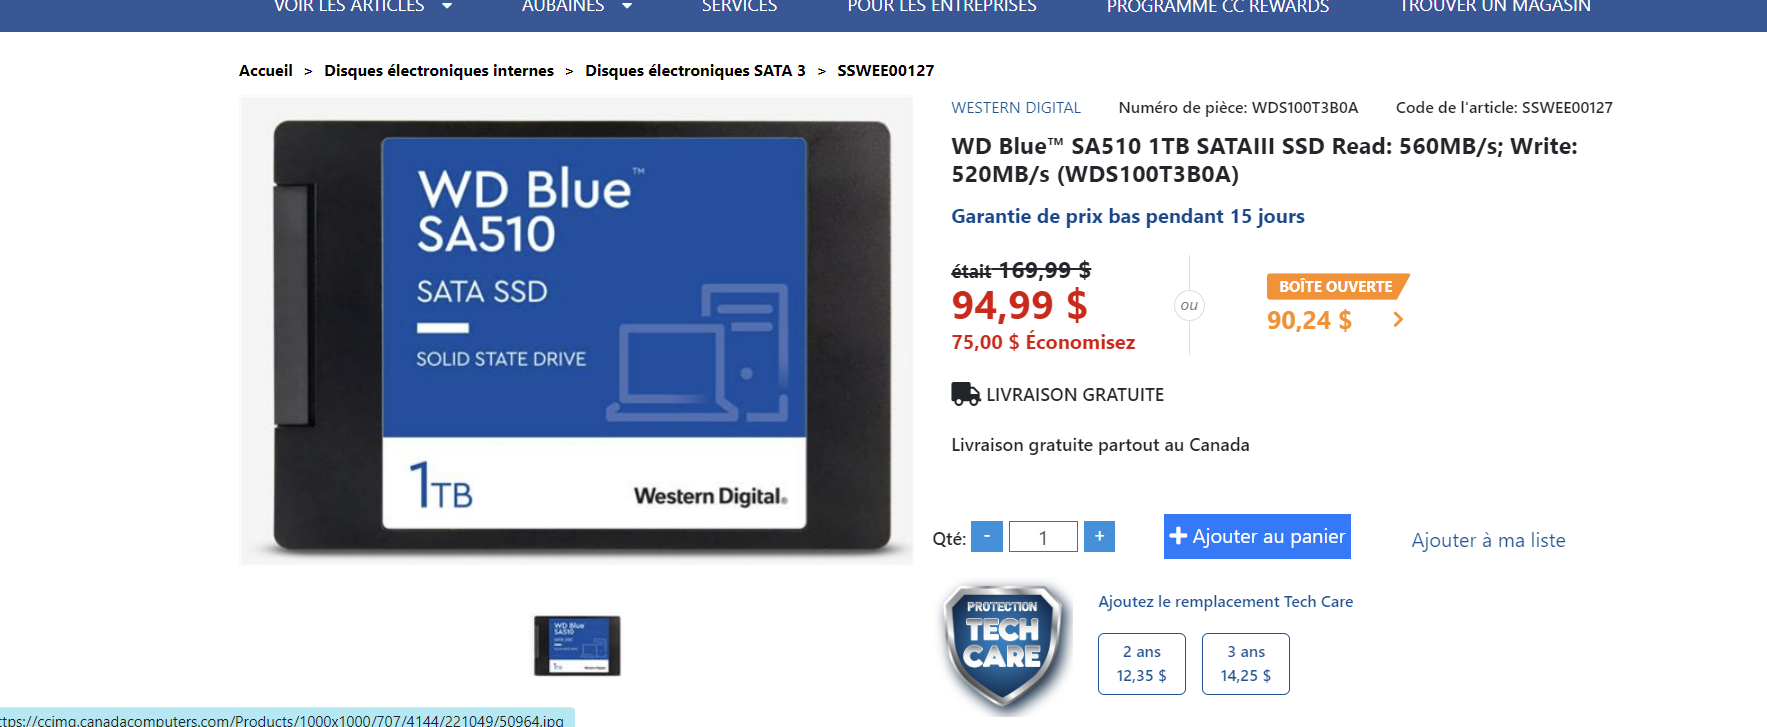 VOIR LES ARTICLES AUBAINES SERVICES POUR LES ENTREPRISES PROGRAMME CC REWARDS TROUVER UN MAGASIN
Accueil > Disques électroniques internes > Disques électroniques SATA 3 > SSWEE00127
WD Blue™
SA510
SATA SSD
SOLID STATE DRIVE
1TB
Western Digital®
WESTERN DIGITAL Numéro de pièce: WDS100T3B0A Code de l'article: SSWEE00127
WD Blue™ SA510 1TB SATAIII SSD Read: 560MB/s; Write:
520MB/s (WDS100T3B0A)
Garantie de prix bas pendant 15 jours
était 169,99 $
94,99 $
75,00 $ Économisez
ou
BOÎTE OUVERTE
90,24 $ >
LIVRAISON GRATUITE
Livraison gratuite partout au Canada
Qté: - 1 + + Ajouter au panier Ajouter à ma liste
PROTECTION
TECH
CARE
Ajoutez le remplacement Tech Care
2 ans
12,35 $
3 ans
14,25 $
WD Blue
SA510
1TB
ttps://ccimg.canadacomputers.com/Products/1000x1000/707/4144/221049/50964.jpg